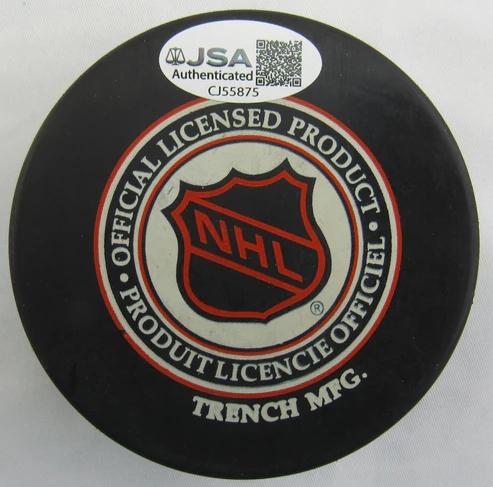 JSA
Authenticated
CJ55875
• OFFICIAL LICENSED PRODUCT •
NHL
®
PRODUIT LICENCIE OFFICIEL
TRENCH MFG.